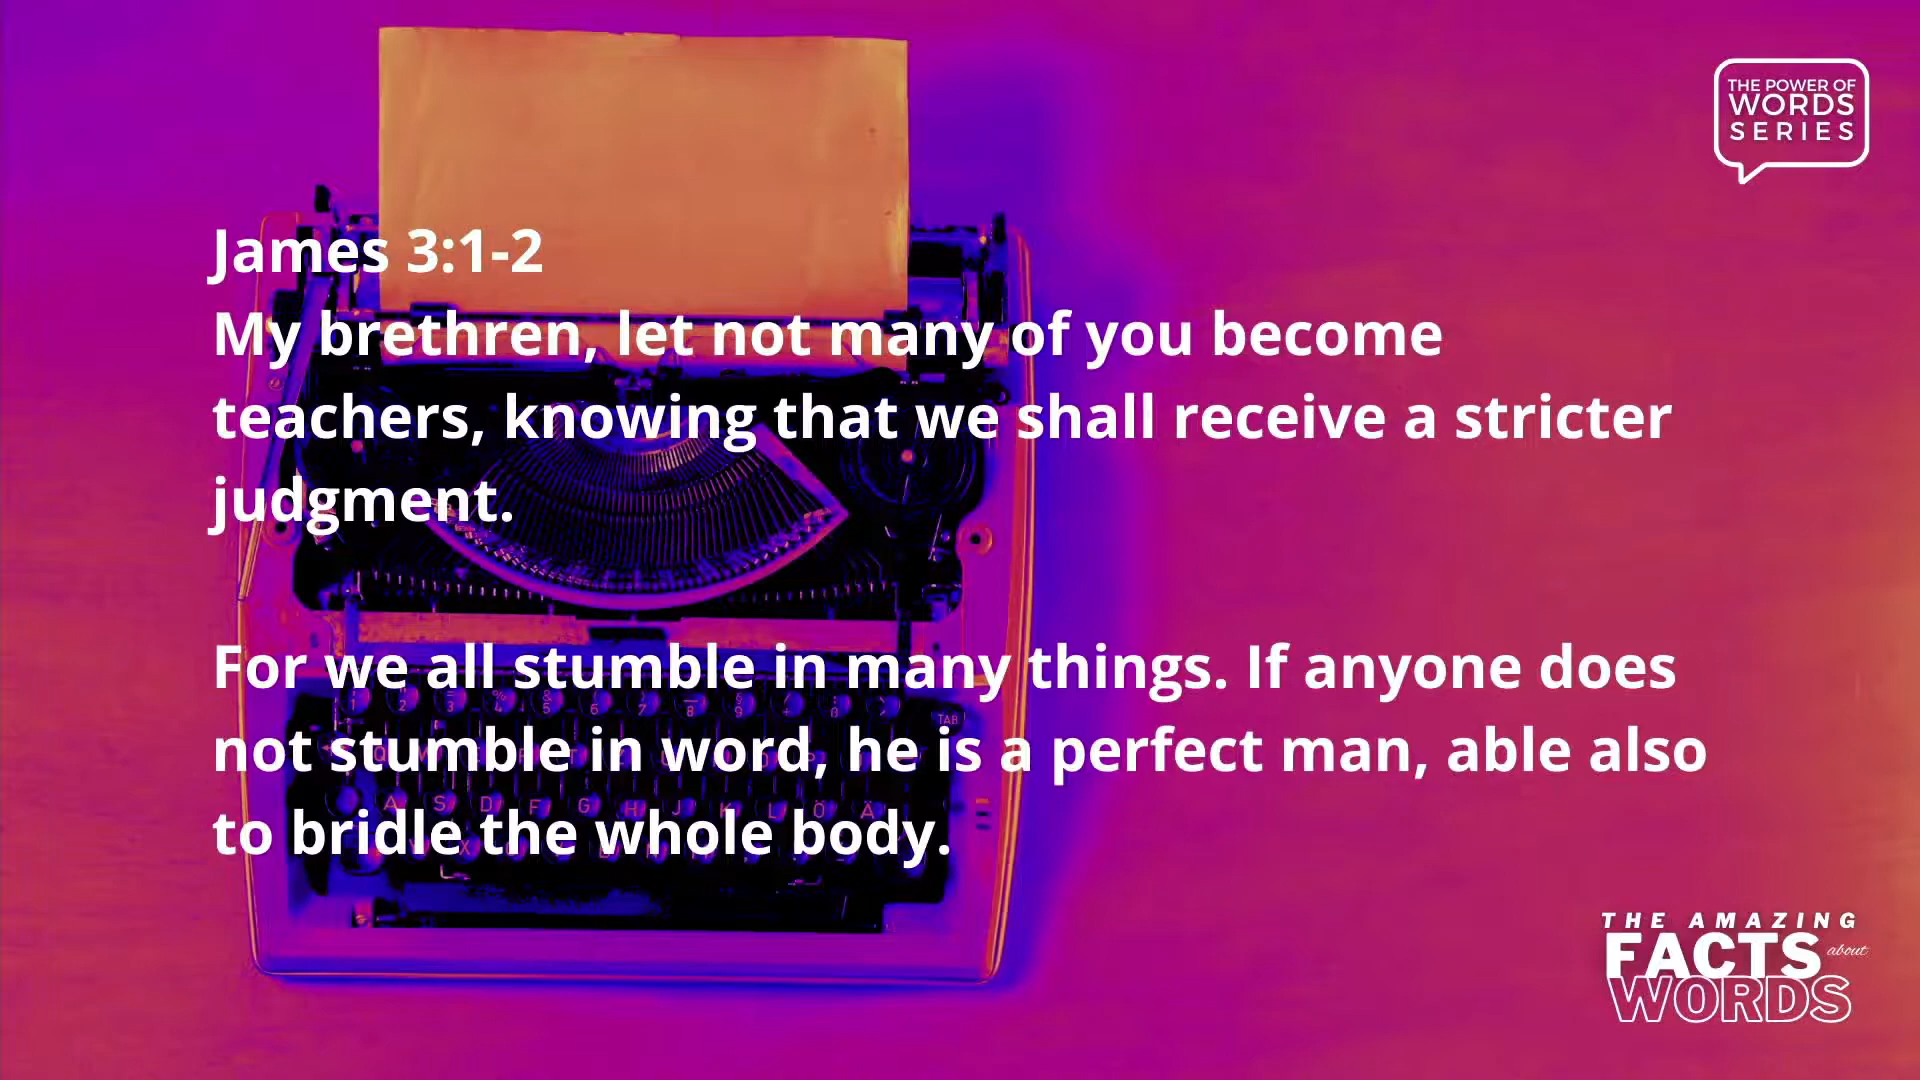 THE POWER OF
WORDS
SERIES
James 3:1-2
My brethren, let not many of you become
teachers, knowing that we shall receive a stricter
judgment.
For we all stumble in many things. If anyone does
not stumble in word, he is a perfect man, able also
to bridle the whole body.
TAB
THE AMAZING
FACTS about
WORDS